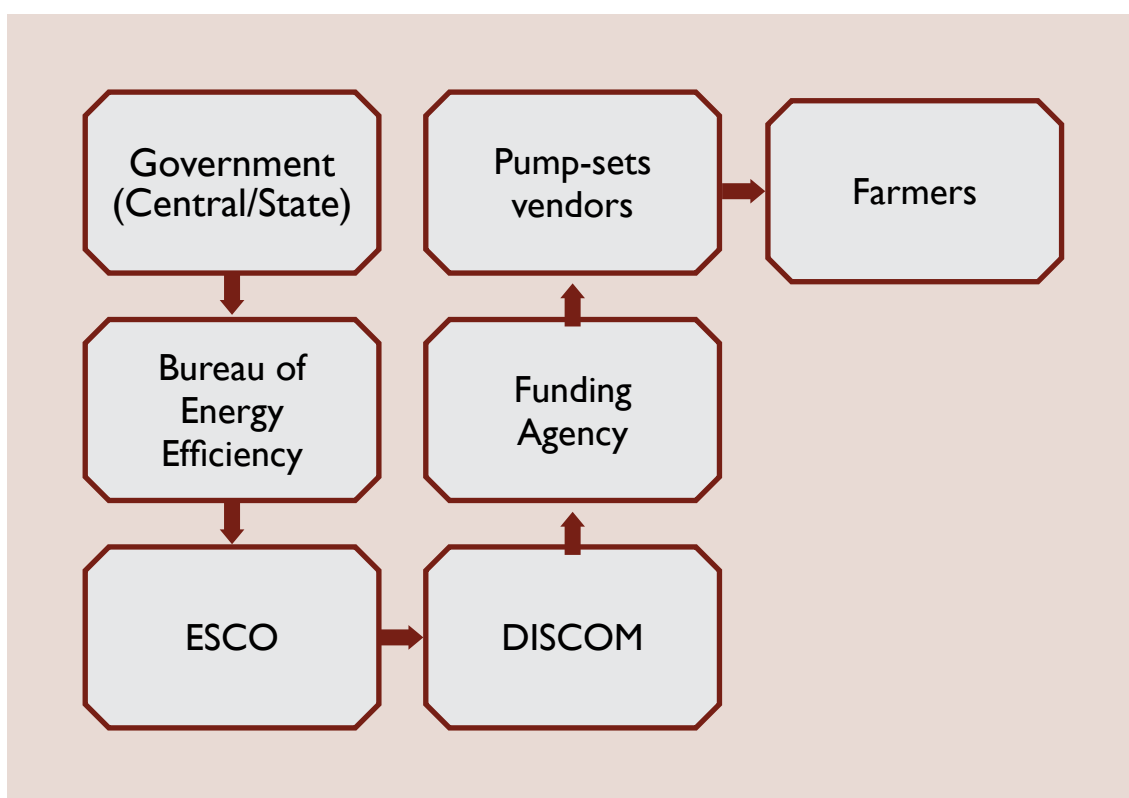 Government
(Central/State)
Bureau of
Energy
Efficiency
ESCO
DISCOM
Funding
Agency
Pump-sets
vendors
Farmers